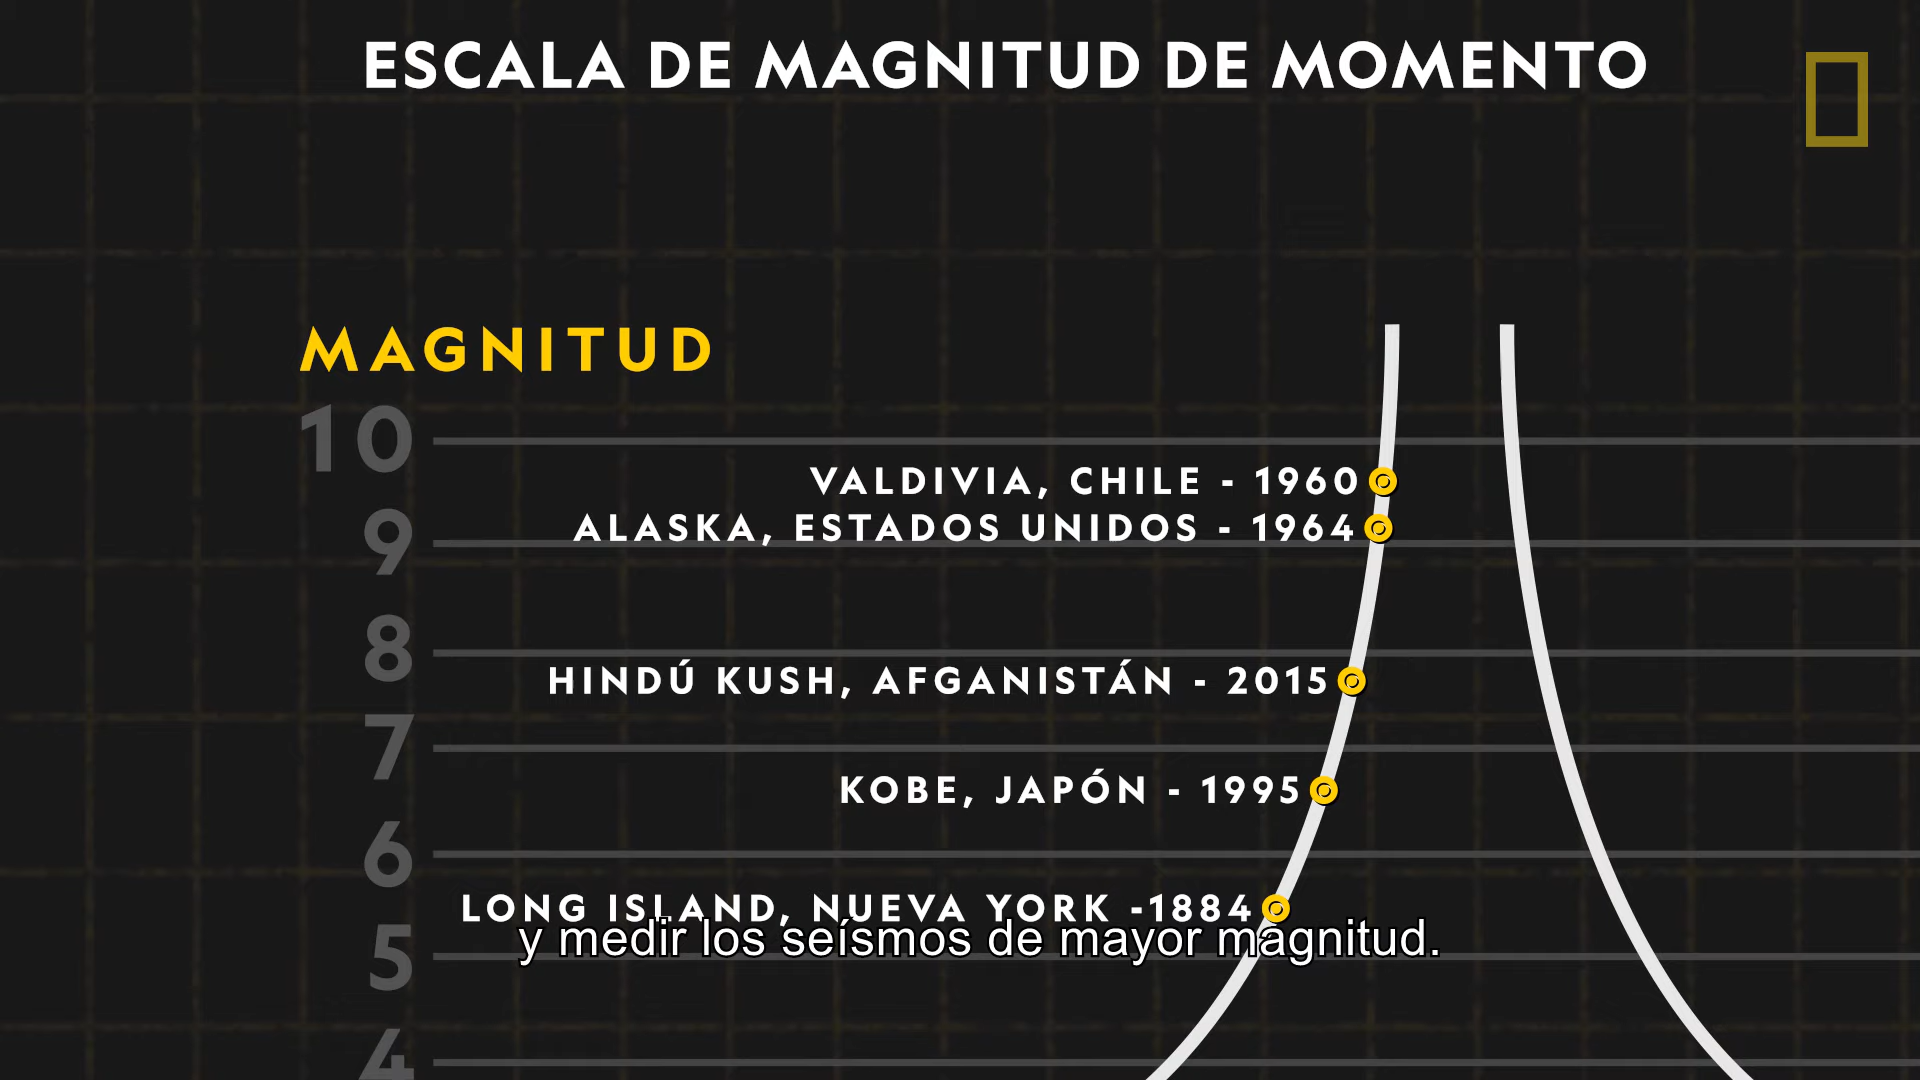 ESCALA DE MAGNITUD DE MOMENTO
MAGNITUD
10
VALDIVIA, CHILE - 1960
ALASKA, ESTADOS UNIDOS - 1964
9
8
HINDÚ KUSH, AFGANISTÁN - 2015
7
KOBE, JAPÓN - 1995
6
LONG ISLAND, NUEVA YORK -1884
y medir los seísmos de mayor magnitud.
5
4